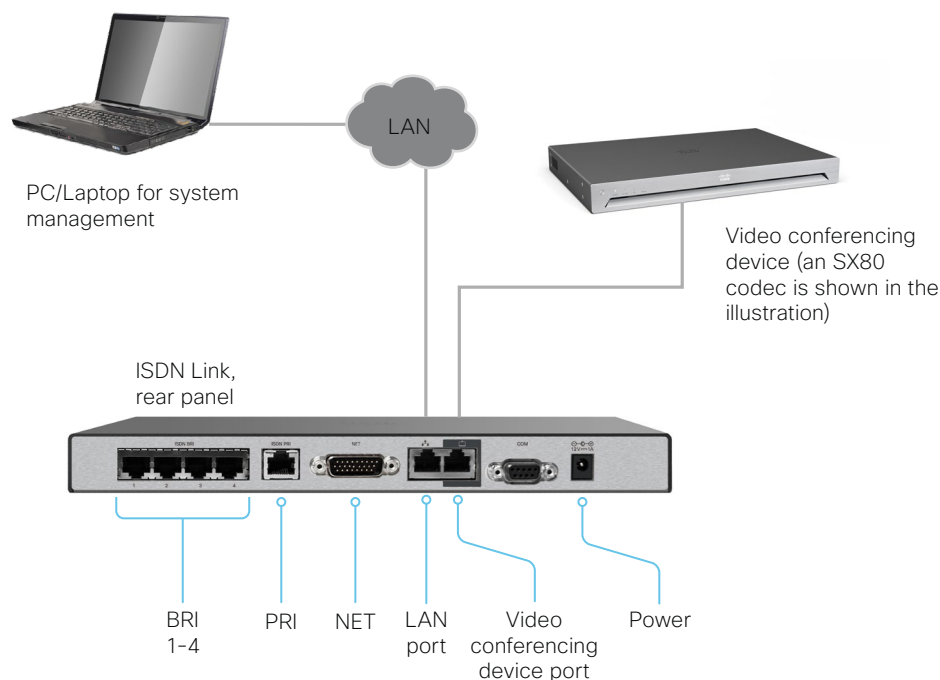 LAN
PC/Laptop for system
management
Video conferencing
device (an SX80
codec is shown in the
illustration)
ISDN Link,
rear panel
ISDN BRI
ISDN PRI
NET
COM
12V 1A
1 2 3 4
BRI
1-4
PRI
NET
LAN
port
Video
conferencing
device port
Power